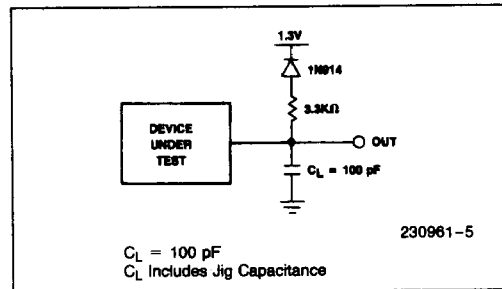 1.3V
1N914
3.3KΩ
DEVICE
UNDER
TEST
OUT
CL = 100 pF
230961-5
CL = 100 pF
CL Includes Jig Capacitance